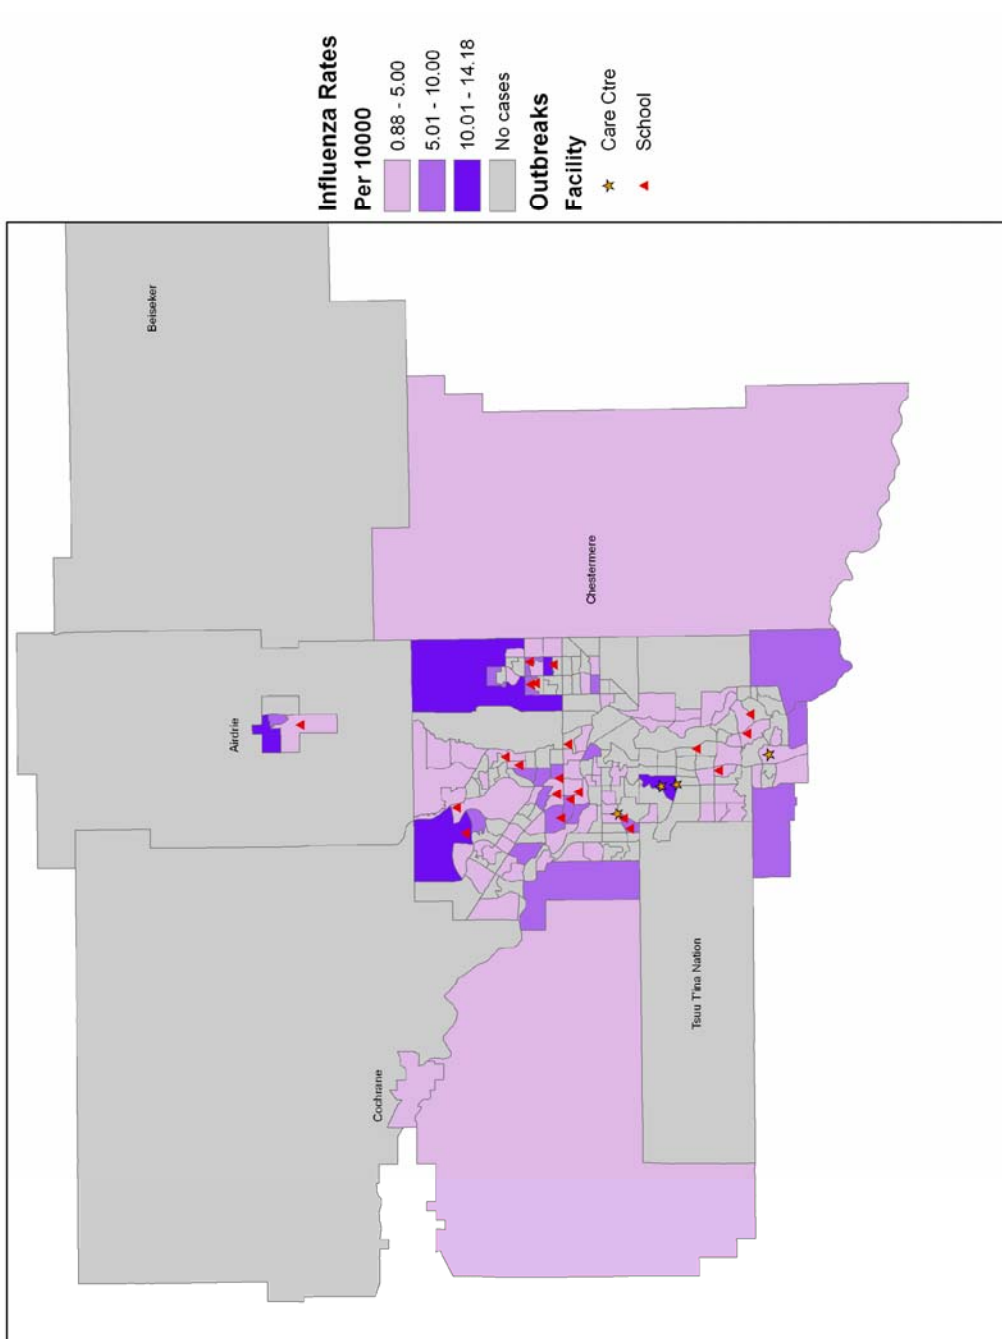 Influenza Rates
Per 10000
0.88 - 5.00
5.01 - 10.00
10.01 - 14.18
No cases
Outbreaks
Facility
Care Ctre
School
Beiseker
Airdrie
Chestermere
Cochrane
Tsuu T'ina Nation